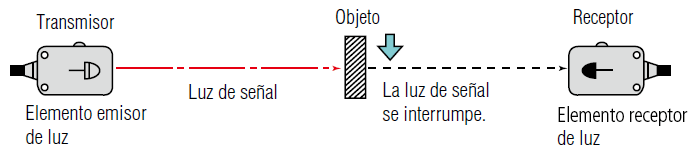 Transmisor
Objeto
Receptor
Luz de señal
La luz de señal
se interrumpe.
Elemento emisor
de luz
Elemento receptor
de luz